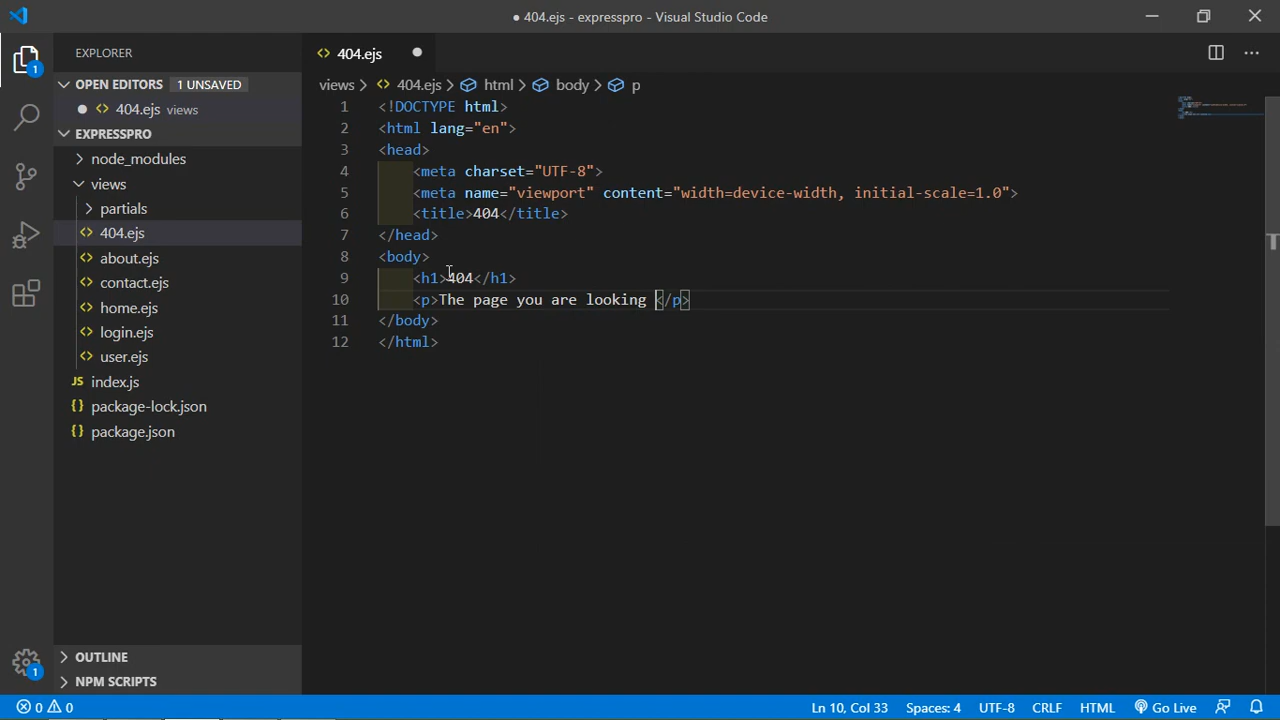 ● 404.ejs - expresspro - Visual Studio Code
EXPLORER
OPEN EDITORS 1 UNSAVED
404.ejs views
EXPRESSPRO
node_modules
views
partials
404.ejs
about.ejs
contact.ejs
home.ejs
login.ejs
user.ejs
index.js
package-lock.json
package.json
OUTLINE
NPM SCRIPTS
1
1
404.ejs
views > 404.ejs > html > body > p
1 <!DOCTYPE html>
2 <html lang="en">
3 <head>
4     <meta charset="UTF-8">
5     <meta name="viewport" content="width=device-width, initial-scale=1.0">
6     <title>404</title>
7 </head>
8 <body>
9     <h1>404</h1>
10     <p>The page you are looking </p>
11 </body>
12 </html>
0 0 Ln 10, Col 33 Spaces: 4 UTF-8 CRLF HTML Go Live